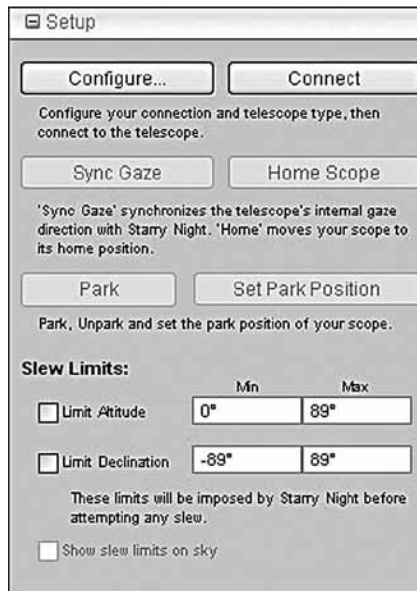 Setup
Configure... Connect
Configure your connection and telescope type, then
connect to the telescope.
Sync Gaze Home Scope
'Sync Gaze' synchronizes the telescope's internal gaze
direction with Starry Night. 'Home' moves your scope to
its home position.
Park Set Park Position
Park, Unpark and set the park position of your scope.
Slew Limits:
Min Max
Limit Altitude 0° 89°
Limit Declination -89° 89°
These limits will be imposed by Starry Night before
attempting any slew.
Show slew limits on sky